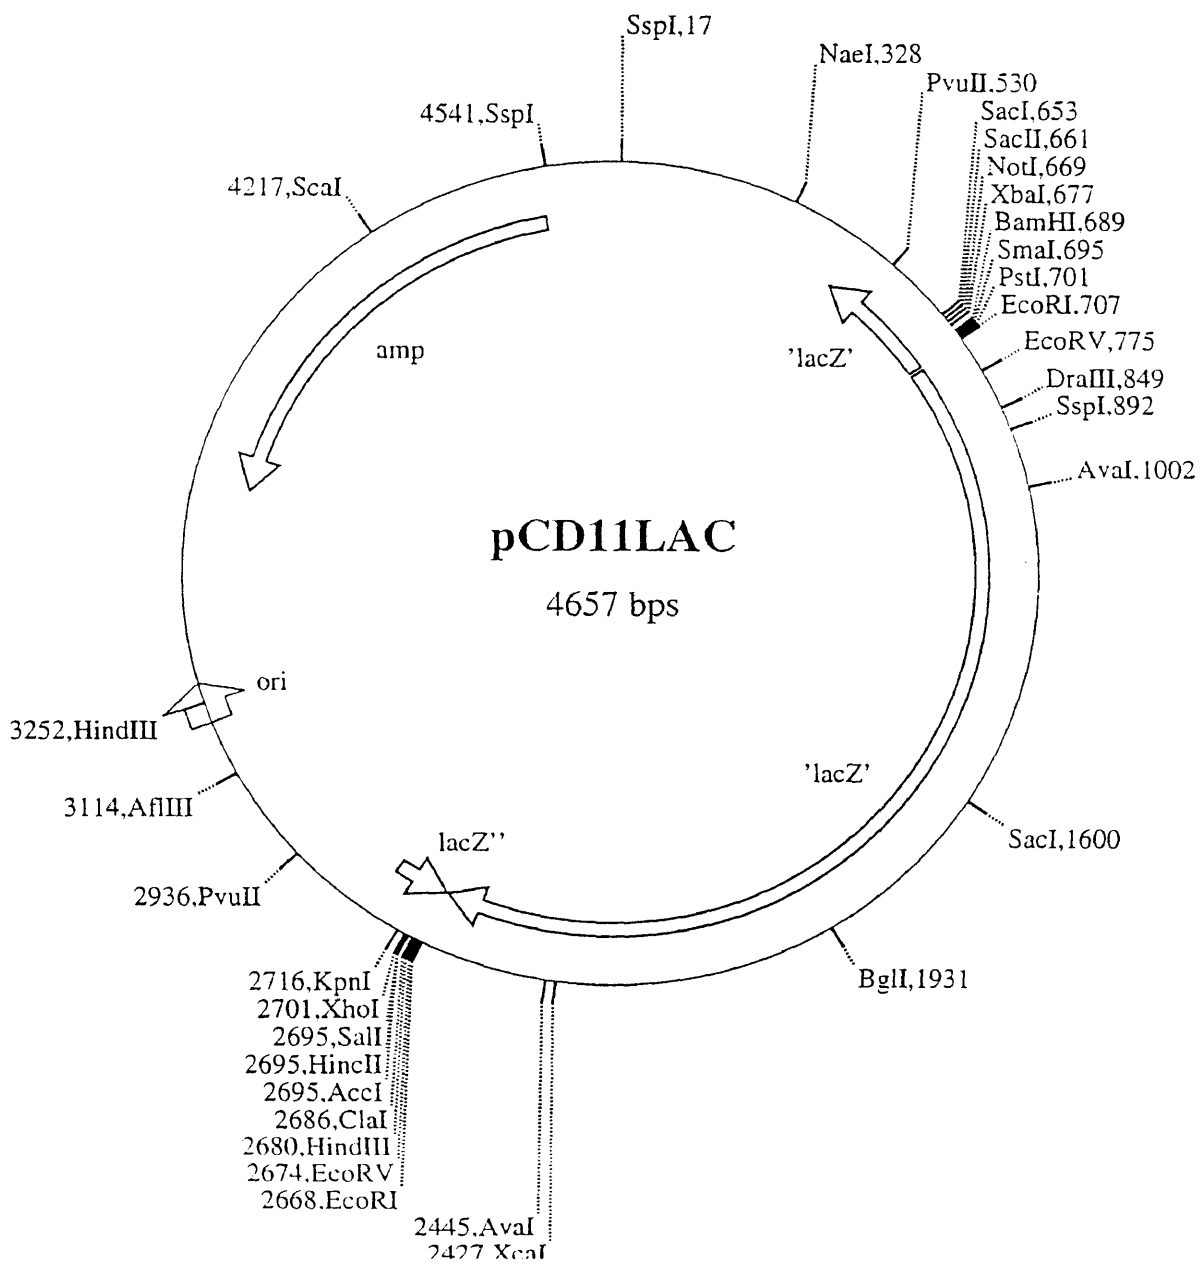 SspI,17
NaeI,328
PvuII.530
SacI,653
SacII,661
NotI,669
XbaI,677
BamHI,689
SmaI,695
PstI,701
EcoRI.707
EcoRV,775
DraIII,849
SspI,892
AvaI,1002
SacI,1600
BglI,1931
4541,SspI
4217,ScaI
amp
'lacZ'
pCD11LAC
4657 bps
ori
'lacZ'
lacZ''
3252,HindIII
3114,AflIII
2936,PvuII
2716,KpnI
2701,XhoI
2695,SalI
2695,HincII
2695,AccI
2686,ClaI
2680,HindIII
2674,EcoRV
2668,EcoRI
2445,AvaI
2427,XcaI